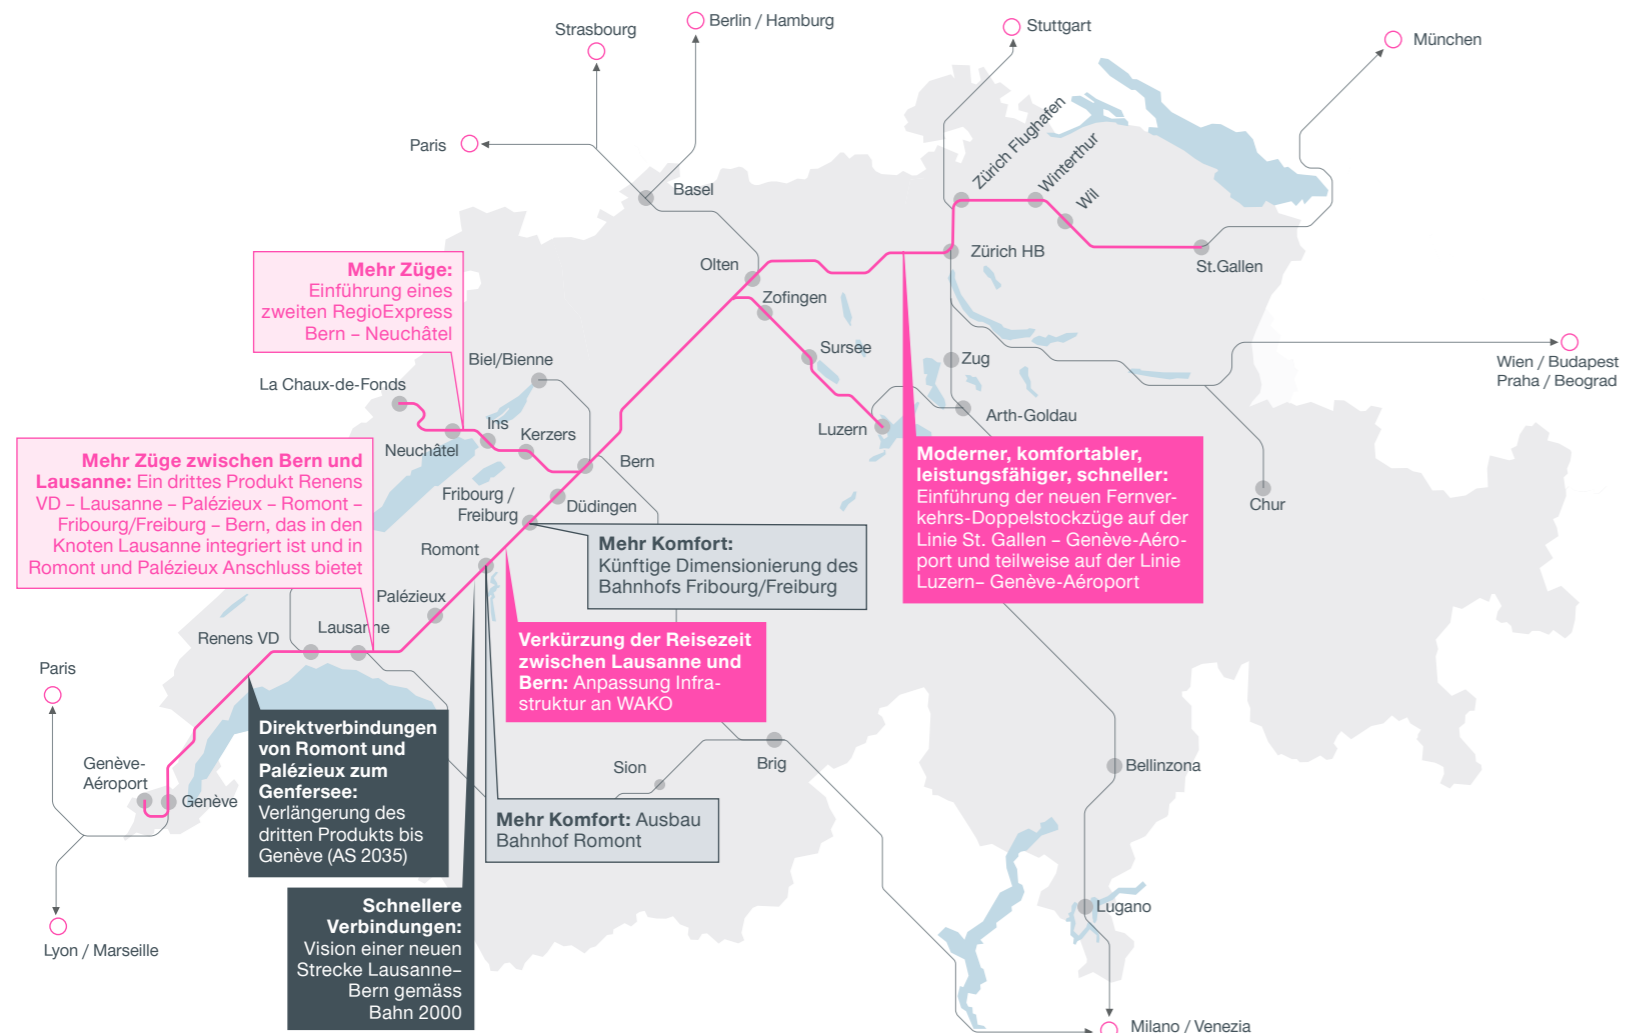 Strasbourg
Berlin / Hamburg
Stuttgart
München
Paris
Basel
Zürich Flughafen
Winterthur
Wil
Zürich HB
St.Gallen
Olten
Zofingen
Sursee
Zug
Luzern
Arth-Goldau
Wien / Budapest
Praha / Beograd
Chur
Mehr Züge:
Einführung eines
zweiten RegioExpress
Bern – Neuchâtel
Biel/Bienne
La Chaux-de-Fonds
Ins
Neuchâtel
Kerzers
Bern
Fribourg /
Freiburg
Düdingen
Romont
Palézieux
Lausanne
Renens VD
Mehr Züge zwischen Bern und
Lausanne: Ein drittes Produkt Renens
VD – Lausanne – Palézieux – Romont –
Fribourg/Freiburg – Bern, das in den
Knoten Lausanne integriert ist und in
Romont und Palézieux Anschluss bietet
Mehr Komfort:
Künftige Dimensionierung des
Bahnhofs Fribourg/Freiburg
Moderner, komfortabler,
leistungsfähiger, schneller:
Einführung der neuen Fernver-
kehrs-Doppelstockzüge auf der
Linie St. Gallen – Genève-Aéro-
port und teilweise auf der Linie
Luzern– Genève-Aéroport
Verkürzung der Reisezeit
zwischen Lausanne und
Bern: Anpassung Infra-
struktur an WAKO
Paris
Genève-
Aéroport
Genève
Lyon / Marseille
Direktverbindungen
von Romont und
Palézieux zum
Genfersee:
Verlängerung des
dritten Produkts bis
Genève (AS 2035)
Sion
Brig
Mehr Komfort: Ausbau
Bahnhof Romont
Schnellere
Verbindungen:
Vision einer neuen
Strecke Lausanne–
Bern gemäss
Bahn 2000
Bellinzona
Lugano
Milano / Venezia